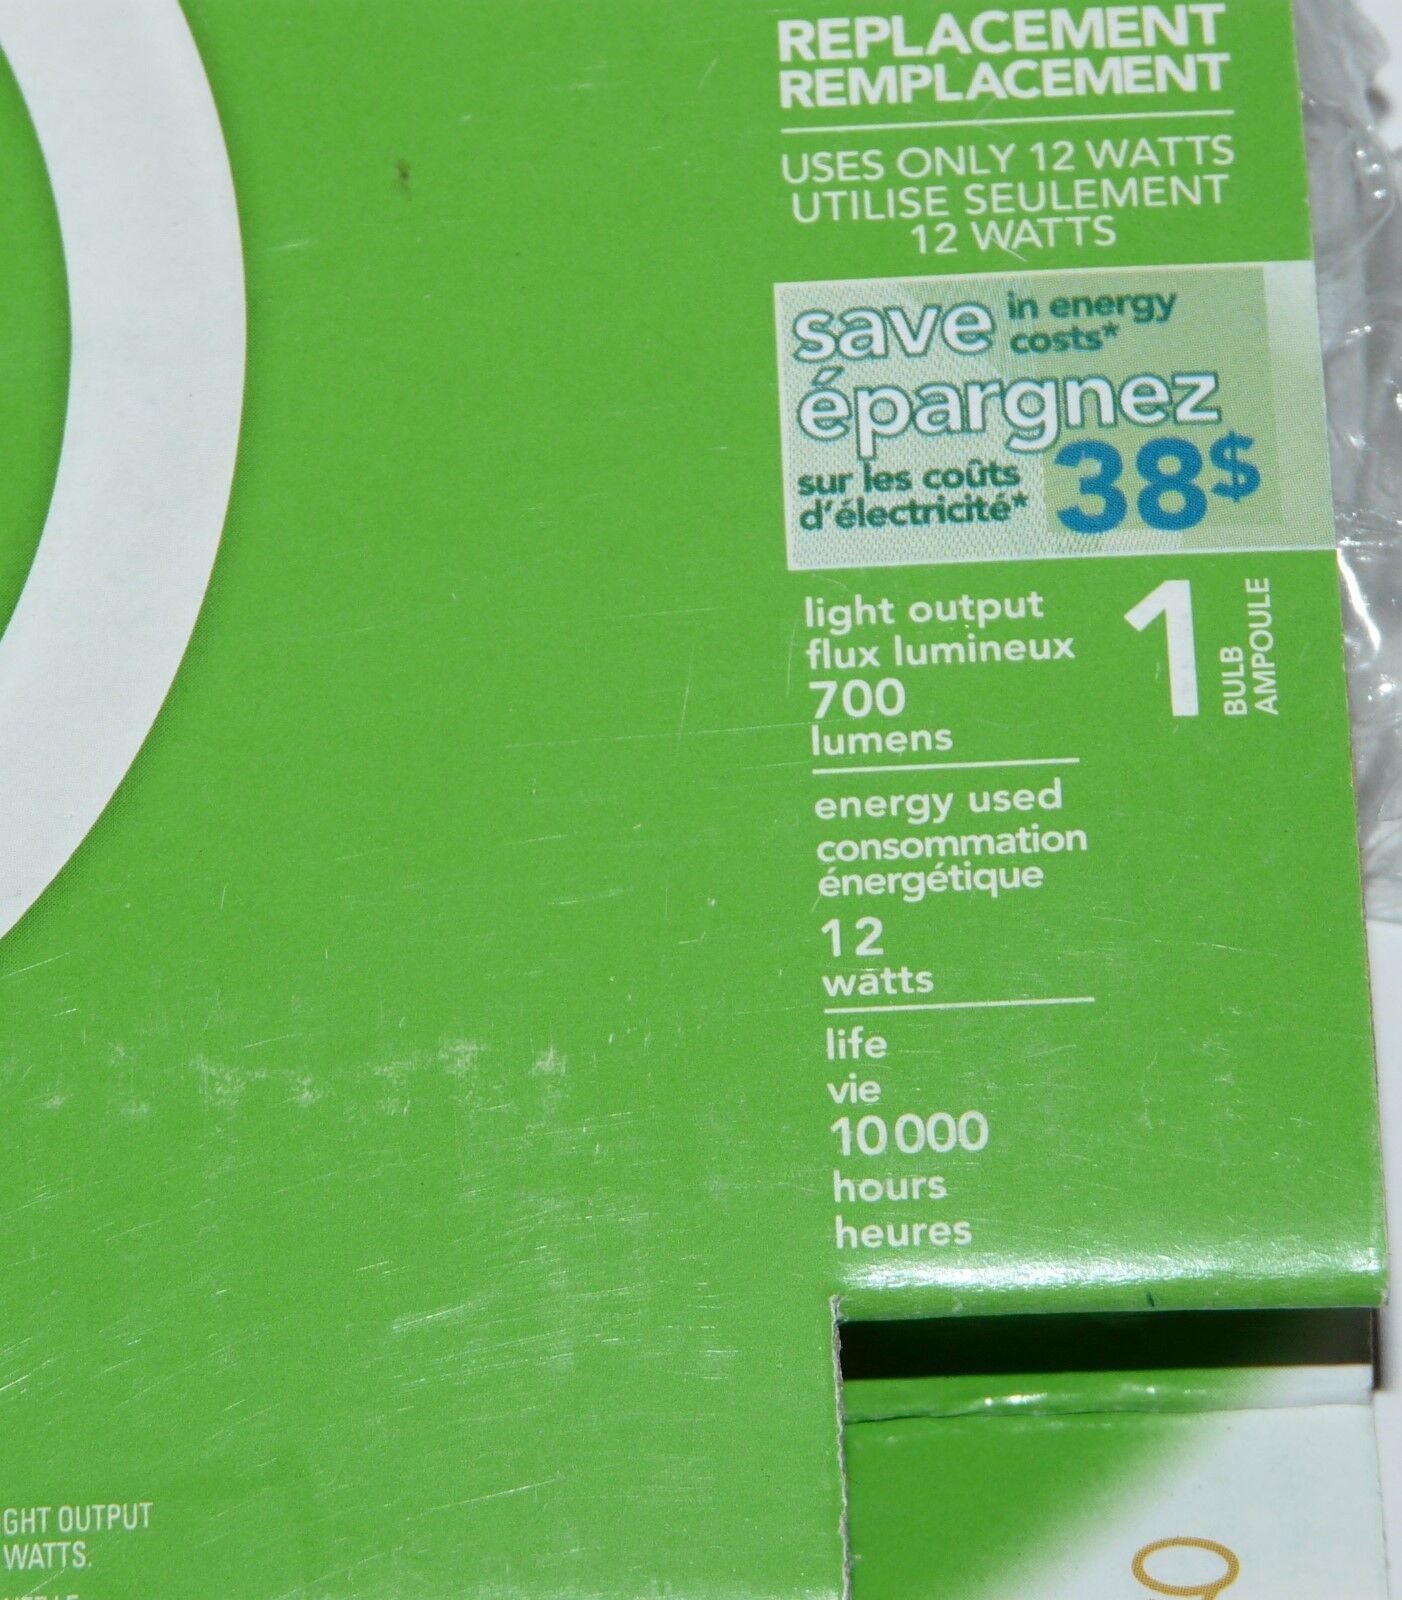 REPLACEMENT
REMPLACEMENT
USES ONLY 12 WATTS
UTILISE SEULEMENT
12 WATTS
save in energy
costs*
épargnez
sur les coûts
d'électricité*
38$
light output
flux lumineux
700
lumens
1
BULB
AMPOULE
energy used
consommation
énergétique
12
watts
life
vie
10 000
hours
heures
GHT OUTPUT
WATTS.